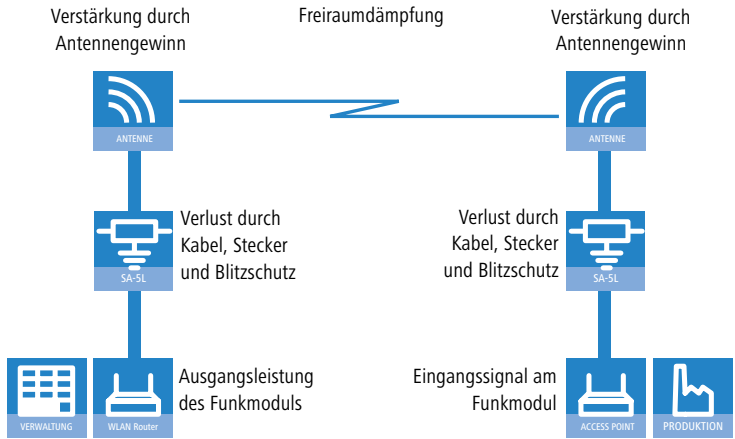 Verstärkung durch
Antennengewinn
Freiraumdämpfung
Verstärkung durch
Antennengewinn
ANTENNE
ANTENNE
Verlust durch
Kabel, Stecker
und Blitzschutz
SA-5L
Verlust durch
Kabel, Stecker
und Blitzschutz
SA-5L
VERWALTUNG
WLAN Router
Ausgangsleistung
des Funkmoduls
Eingangssignal am
Funkmodul
ACCESS POINT
PRODUKTION